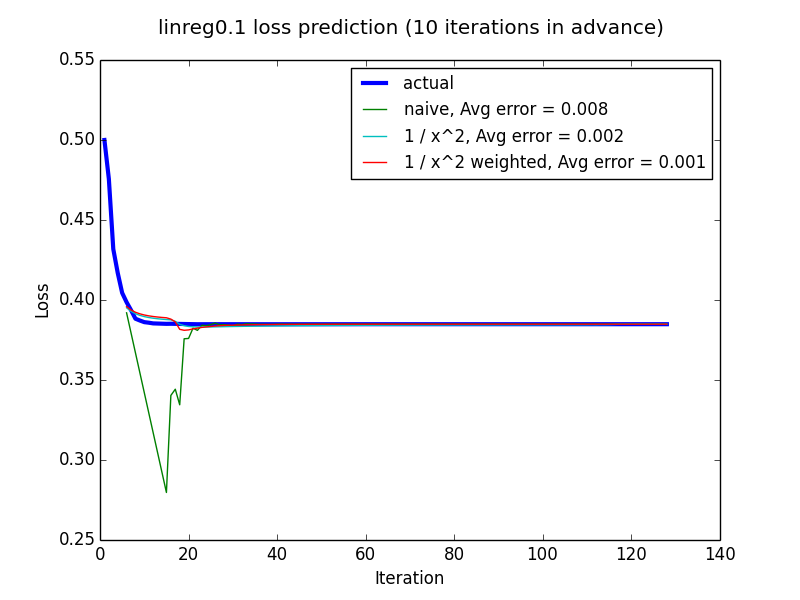 linreg0.1 loss prediction (10 iterations in advance)
actual
naive, Avg error = 0.008
1 / x^2, Avg error = 0.002
1 / x^2 weighted, Avg error = 0.001
Loss
0.55
0.50
0.45
0.40
0.35
0.30
0.25
0 20 40 60 80 100 120 140
Iteration